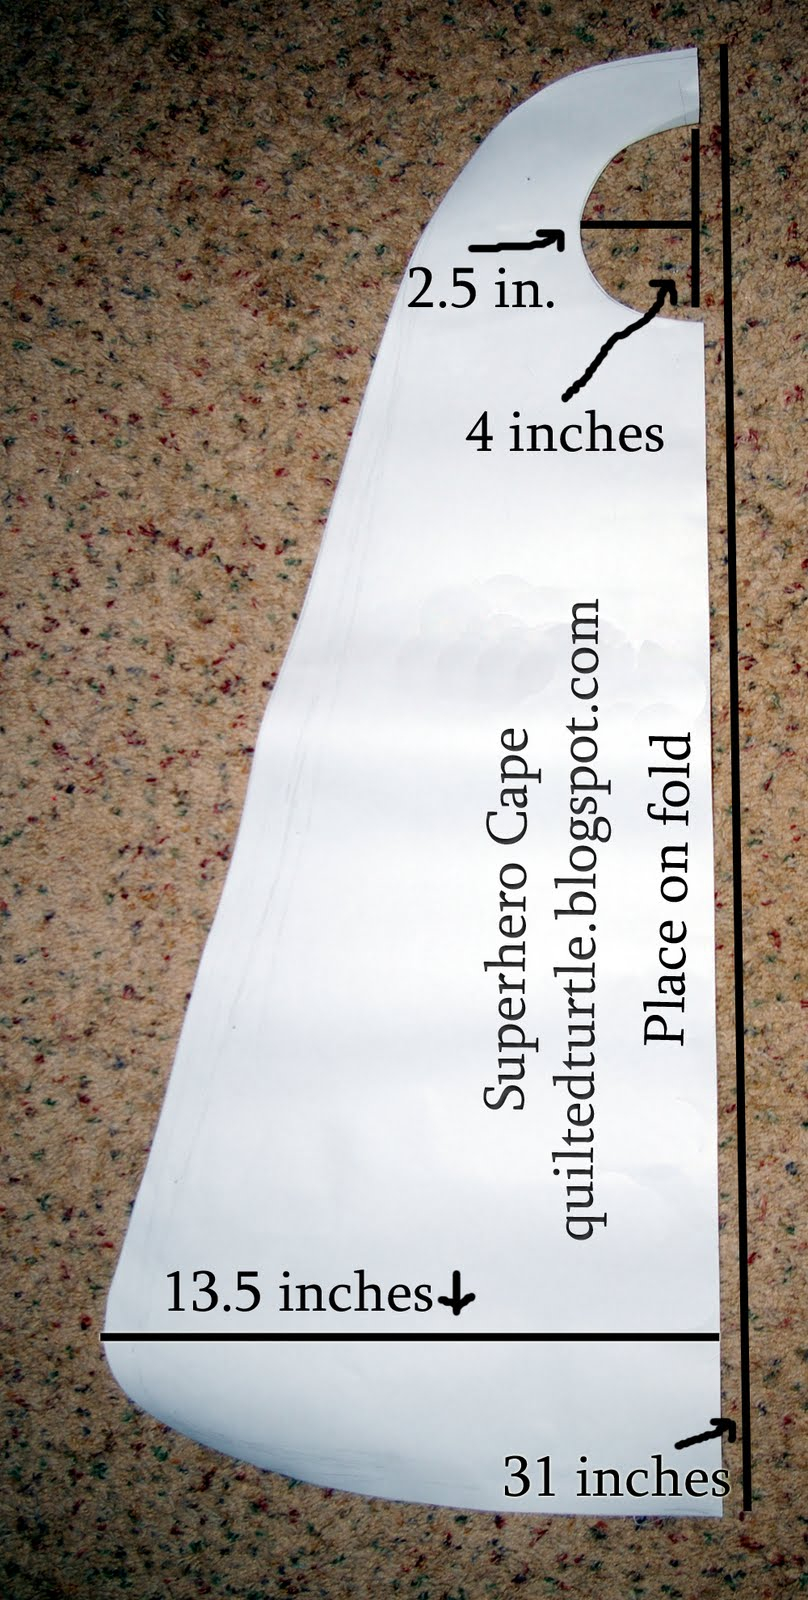 2.5 in.
4 inches
Superhero Cape
quiltedturtle.blogspot.com
Place on fold
13.5 inches
31 inches